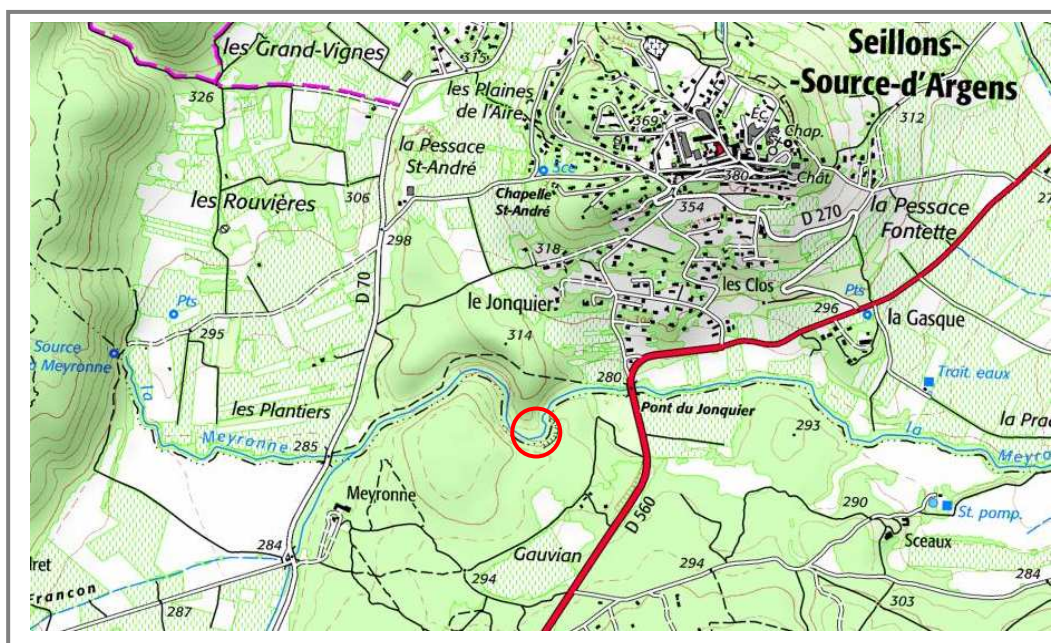 les Grand-Vignes
315
Seillons-
-Source-d'Argens
les Plaines
de l'Aire
326
369
Ec.
Chap.
312
la Pessace
St-André
Sce
380
Chât
les Rouvières
306
Chapelle
St-André
354
D 270
la Pessace
Fontette
298
318
D 70
le Jonquier
les Clos
296
Pts
Pts
la Gasque
295
314
Source
Meyronne
280
Trait. eaux
la
les Plantiers
Pont du Jonquier
293
la
Meyronne
285
Meyronne
290
St. pomp.
284
D 560
Sceaux
Gauvian
294
294
284
Francon
287
303